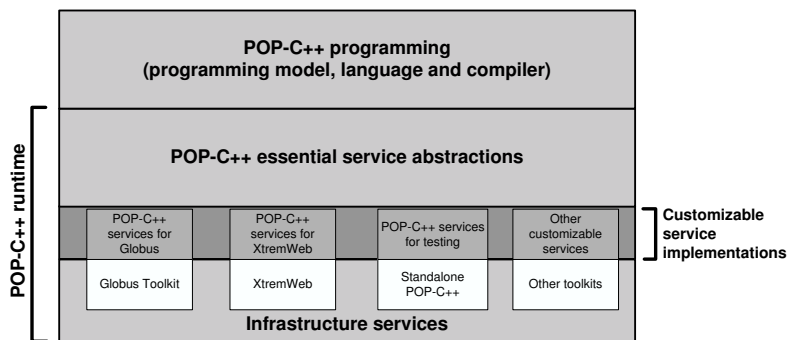 POP-C++ programming
(programming model, language and compiler)
POP-C++ runtime
POP-C++ essential service abstractions
POP-C++
services for
Globus
POP-C++
services for
XtremWeb
POP-C++ services
for testing
Other
customizable
services
Customizable
service
implementations
Globus Toolkit
XtremWeb
Standalone
POP-C++
Other toolkits
Infrastructure services